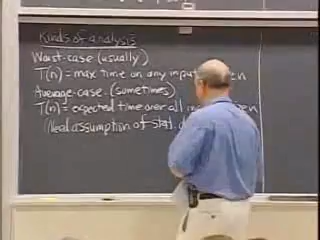 Kinds of analysis
Worst-case (usually)
T(n) = max time on any input
Average-case (sometimes)
T(n) = expected time over all
(Need assumption of stat.